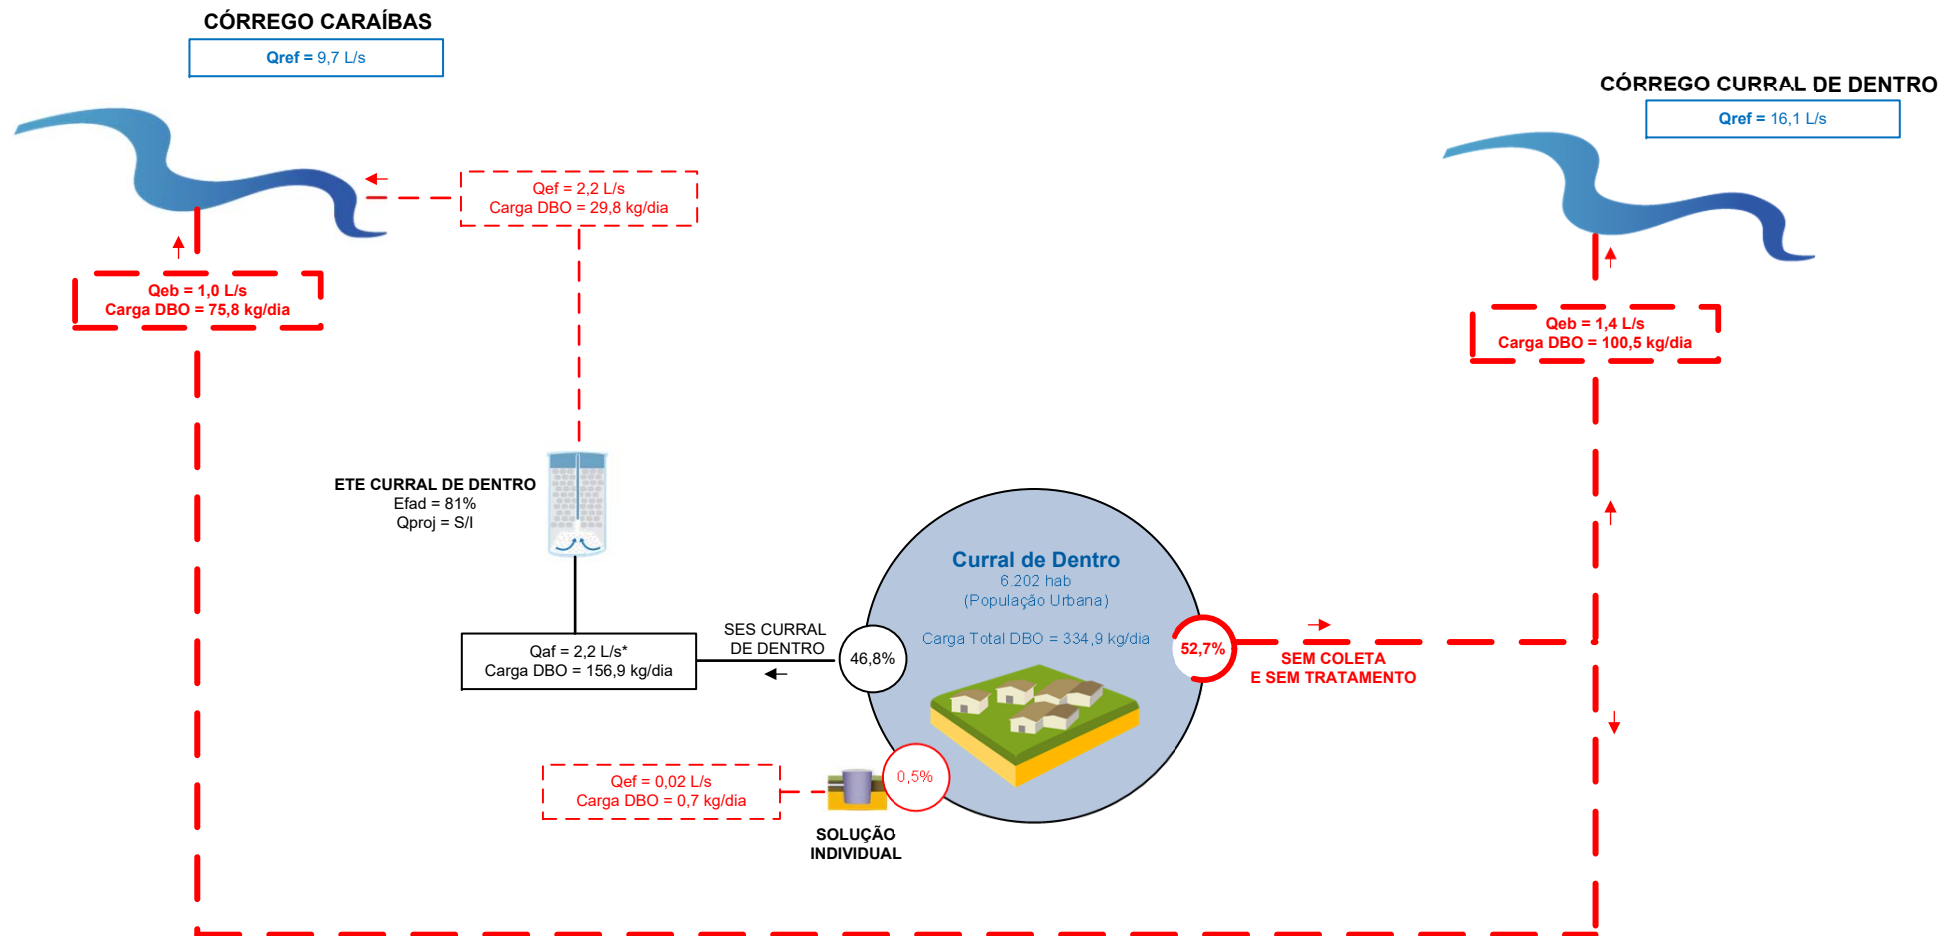 CÓRREGO CARAÍBAS
Qref = 9,7 L/s
CÓRREGO CURRAL DE DENTRO
Qref = 16,1 L/s
Qef = 2,2 L/s
Carga DBO = 29,8 kg/dia
Qeb = 1,0 L/s
Carga DBO = 75,8 kg/dia
Qeb = 1,4 L/s
Carga DBO = 100,5 kg/dia
ETE CURRAL DE DENTRO
Efad = 81%
Qproj = S/I
Curral de Dentro
6.202 hab
(População Urbana)
Carga Total DBO = 334,9 kg/dia
SES CURRAL
DE DENTRO
46,8%
Qaf = 2,2 L/s*
Carga DBO = 156,9 kg/dia
52,7%
SEM COLETA
E SEM TRATAMENTO
0,5%
Qef = 0,02 L/s
Carga DBO = 0,7 kg/dia
SOLUÇÃO
INDIVIDUAL